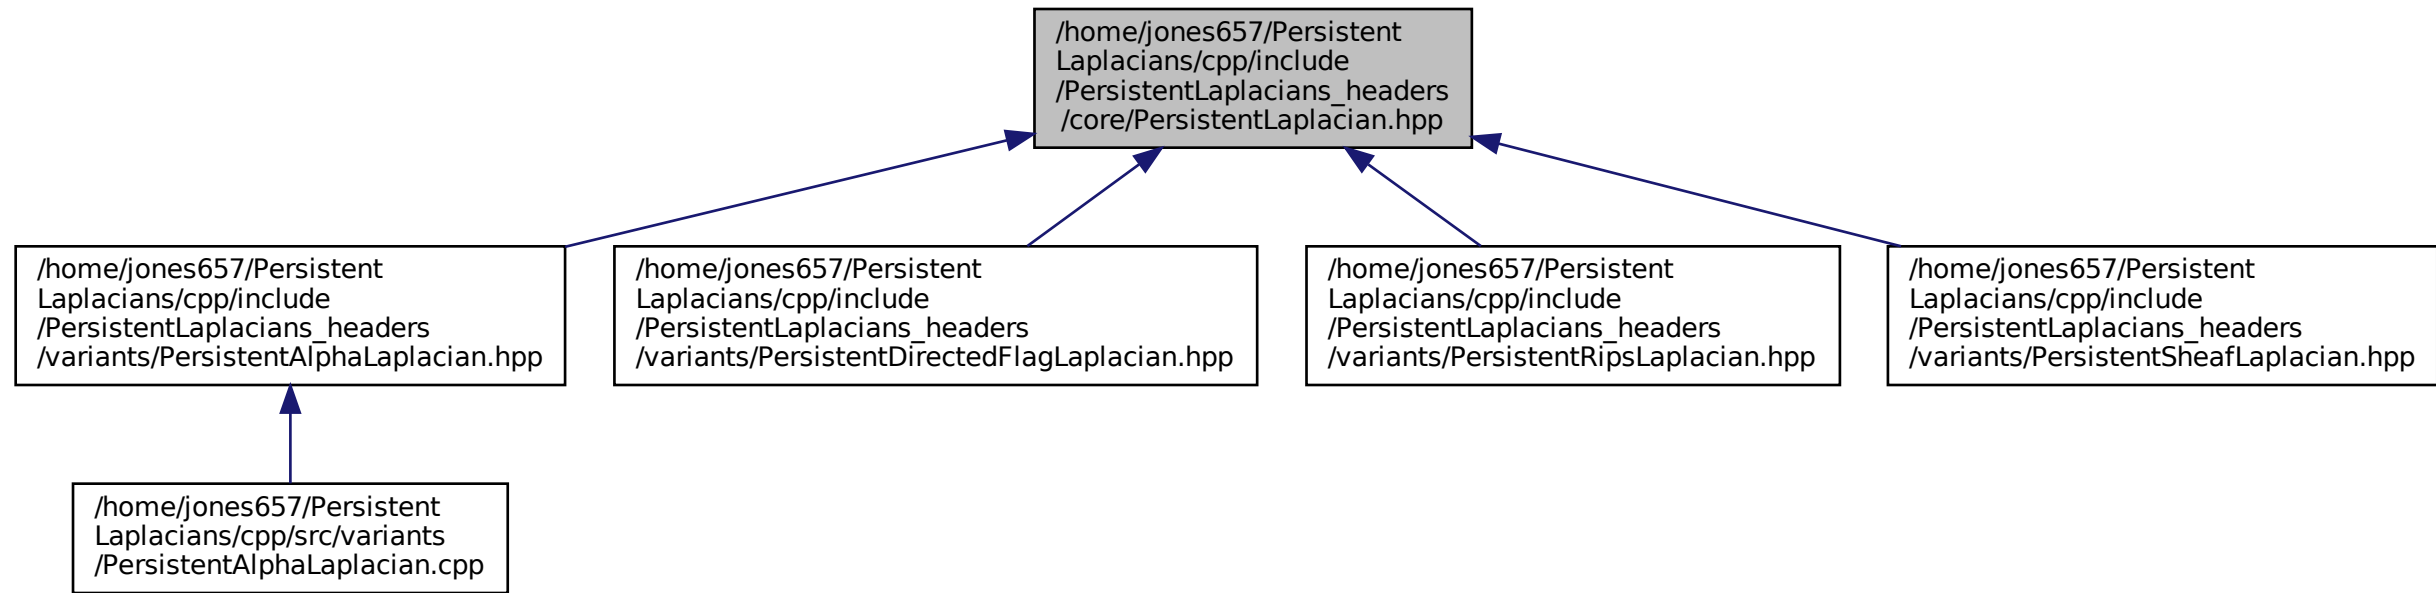 /home/jones657/Persistent
Laplacians/cpp/include
/PersistentLaplacians_headers
/core/PersistentLaplacian.hpp
/home/jones657/Persistent
Laplacians/cpp/include
/PersistentLaplacians_headers
/variants/PersistentAlphaLaplacian.hpp
/home/jones657/Persistent
Laplacians/cpp/include
/PersistentLaplacians_headers
/variants/PersistentDirectedFlagLaplacian.hpp
/home/jones657/Persistent
Laplacians/cpp/include
/PersistentLaplacians_headers
/variants/PersistentRipsLaplacian.hpp
/home/jones657/Persistent
Laplacians/cpp/include
/PersistentLaplacians_headers
/variants/PersistentSheafLaplacian.hpp
/home/jones657/Persistent
Laplacians/cpp/src/variants
/PersistentAlphaLaplacian.cpp